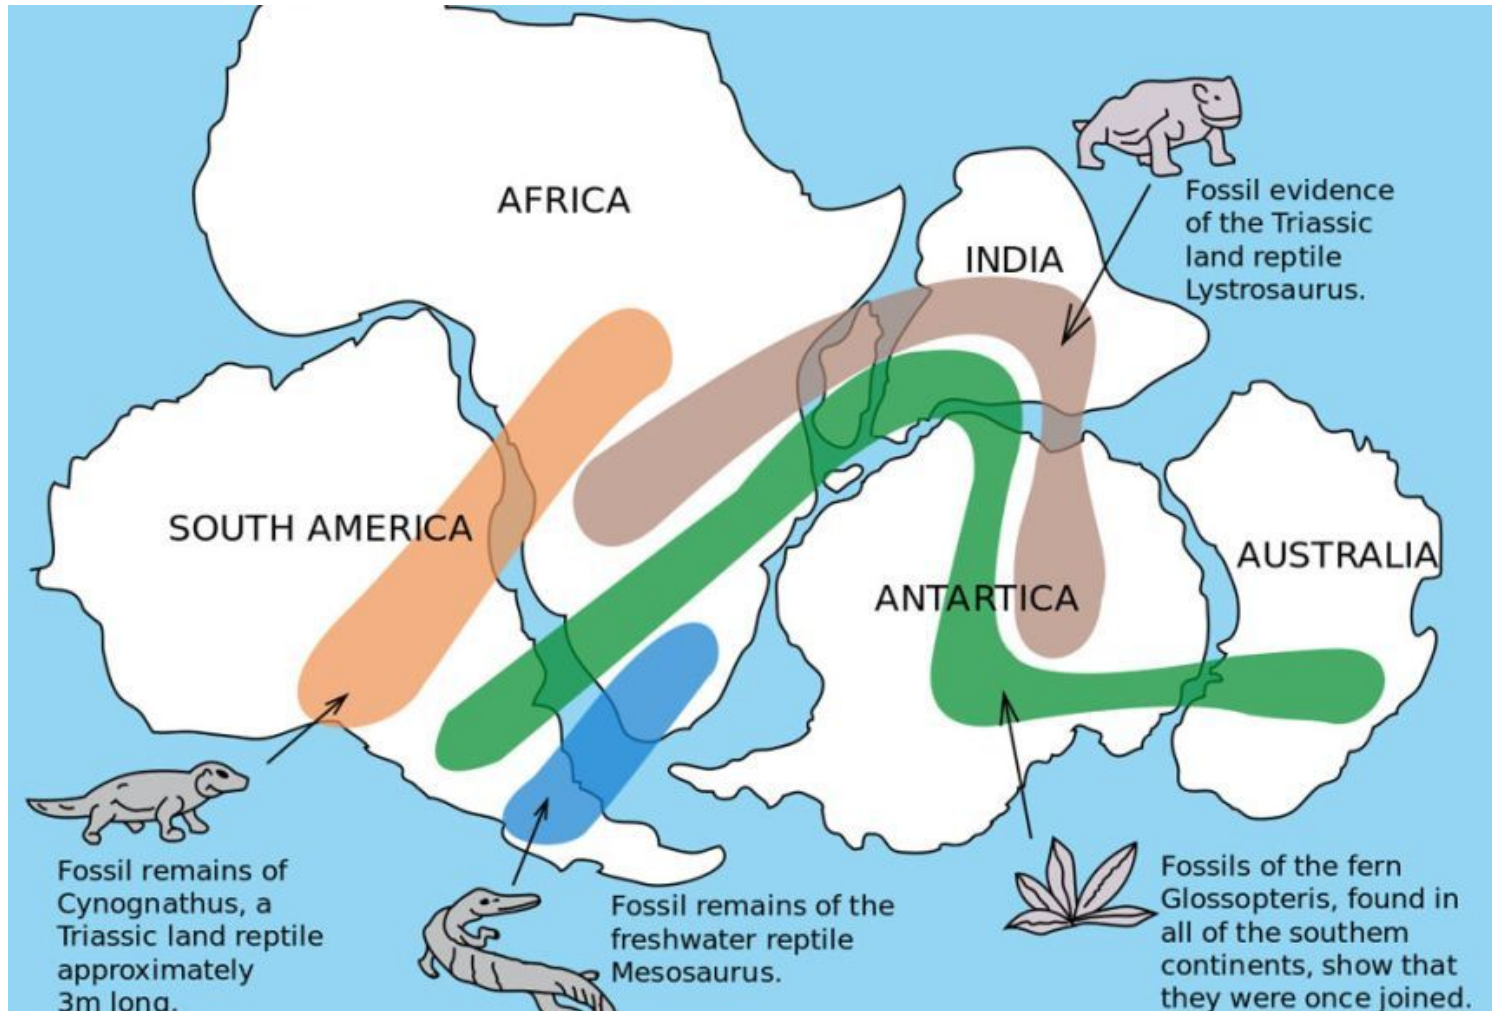 AFRICA
INDIA
Fossil evidence
of the Triassic
land reptile
Lystrosaurus.
SOUTH AMERICA
AUSTRALIA
ANTARTICA
Fossil remains of
Cynognathus, a
Triassic land reptile
approximately
3m long.
Fossil remains of the
freshwater reptile
Mesosaurus.
Fossils of the fern
Glossopteris, found in
all of the southem
continents, show that
they were once joined.